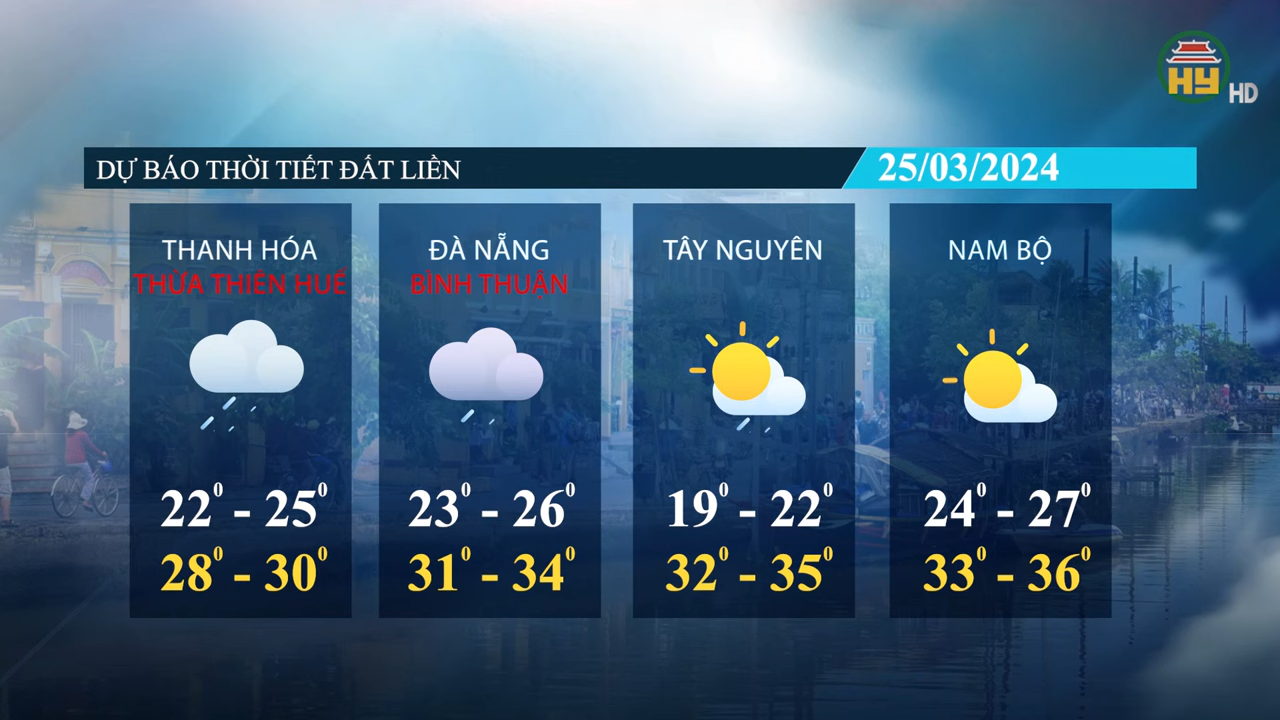 HY HD
DỰ BÁO THỜI TIẾT ĐẤT LIỀN
25/03/2024
THANH HÓA
THỪA THIÊN HUẾ
22⁰ - 25⁰
28⁰ - 30⁰
ĐÀ NẴNG
BÌNH THUẬN
23⁰ - 26⁰
31⁰ - 34⁰
TÂY NGUYÊN
19⁰ - 22⁰
32⁰ - 35⁰
NAM BỘ
24⁰ - 27⁰
33⁰ - 36⁰